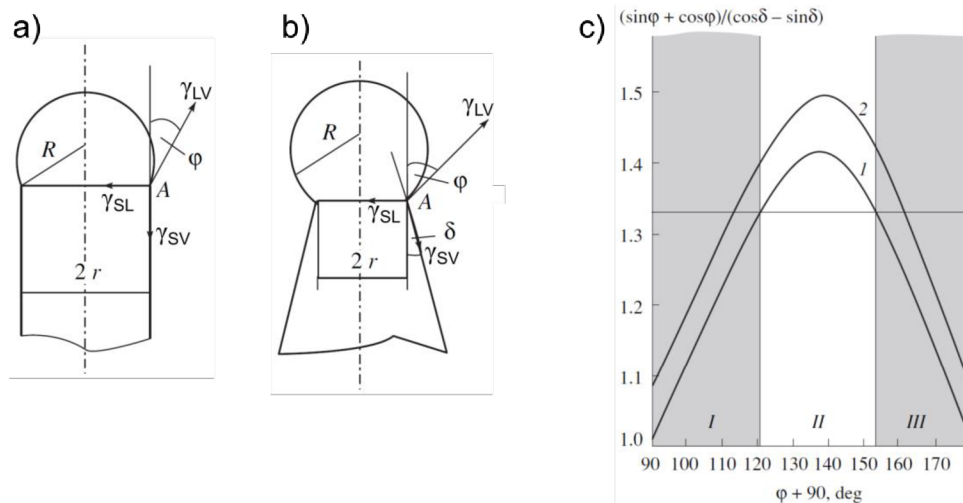 a)
R
γLV
φ
A
γSL
γSV
2 r
b)
R
γLV
φ
A
γSL
δ
γSV
2 r
c)
(sinφ + cosφ)/(cosδ – sinδ)
1.5
1.4
1.3
1.2
1.1
1.0
2
1
I
II
III
90 100 110 120 130 140 150 160 170
φ + 90, deg